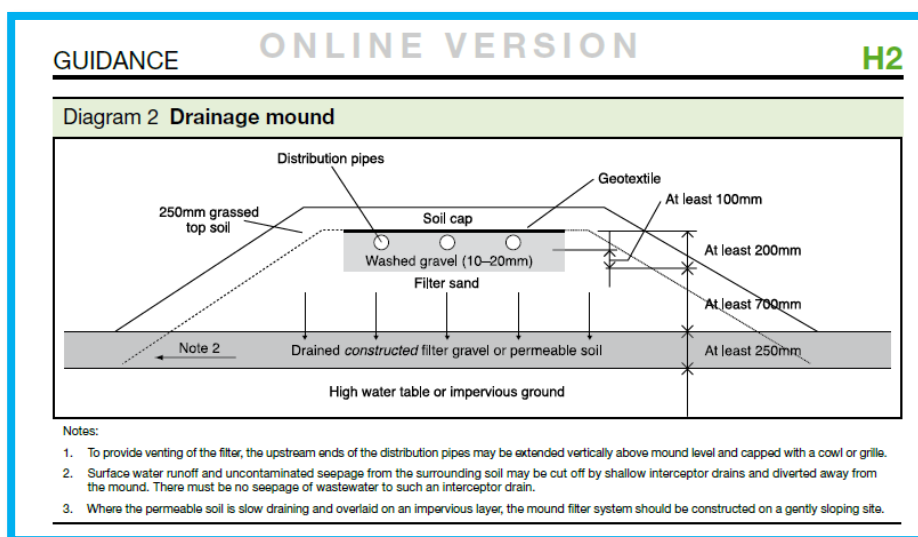 ONLINE VERSION
GUIDANCE
H2
Diagram 2 Drainage mound
Distribution pipes
Geotextile
At least 100mm
250mm grassed
top soil
Soil cap
At least 200mm
Washed gravel (10–20mm)
Filter sand
At least 700mm
Note 2
Drained constructed filter gravel or permeable soil
At least 250mm
High water table or impervious ground
Notes:
1. To provide venting of the filter, the upstream ends of the distribution pipes may be extended vertically above mound level and capped with a cowl or grille.
2. Surface water runoff and uncontaminated seepage from the surrounding soil may be cut off by shallow interceptor drains and diverted away from
the mound. There must be no seepage of wastewater to such an interceptor drain.
3. Where the permeable soil is slow draining and overlaid on an impervious layer, the mound filter system should be constructed on a gently sloping site.